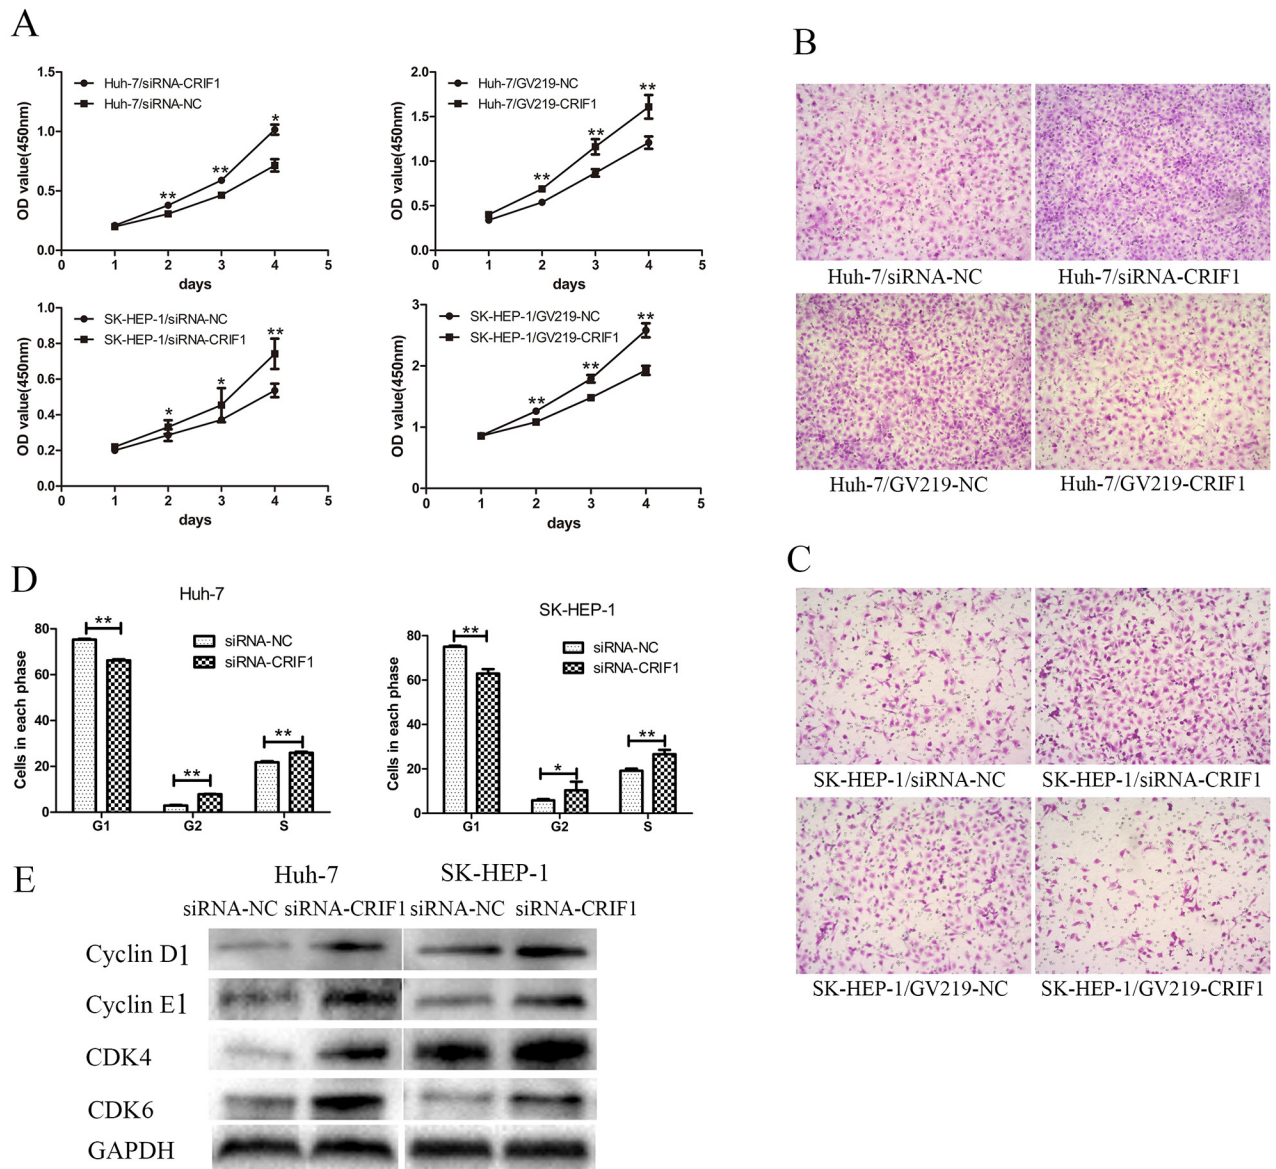 A
1.5
1.0
0.5
0.0
0
1
2
3
4
5
OD value(450nm)
days
Huh-7/siRNA-CRIF1
Huh-7/siRNA-NC
**
**
*
2.0
1.5
1.0
0.5
0.0
0
1
2
3
4
5
OD value(450nm)
days
Huh-7/GV219-NC
Huh-7/GV219-CRIF1
**
**
**
1.0
0.8
0.6
0.4
0.2
0.0
0
1
2
3
4
5
OD value(450nm)
days
SK-HEP-1/siRNA-NC
SK-HEP-1/siRNA-CRIF1
*
*
**
3
2
1
0
0
1
2
3
4
5
OD value(450nm)
days
SK-HEP-1/GV219-NC
SK-HEP-1/GV219-CRIF1
**
**
**
B
Huh-7/siRNA-NC
Huh-7/siRNA-CRIF1
Huh-7/GV219-NC
Huh-7/GV219-CRIF1
C
SK-HEP-1/siRNA-NC
SK-HEP-1/siRNA-CRIF1
SK-HEP-1/GV219-NC
SK-HEP-1/GV219-CRIF1
D
Huh-7
80
60
40
20
0
Cells in each phase
siRNA-NC
siRNA-CRIF1
**
**
**
G1
G2
S
SK-HEP-1
80
60
40
20
0
Cells in each phase
siRNA-NC
siRNA-CRIF1
**
*
**
G1
G2
S
E
Huh-7
SK-HEP-1
siRNA-NC siRNA-CRIF1 siRNA-NC siRNA-CRIF1
Cyclin D1
Cyclin E1
CDK4
CDK6
GAPDH